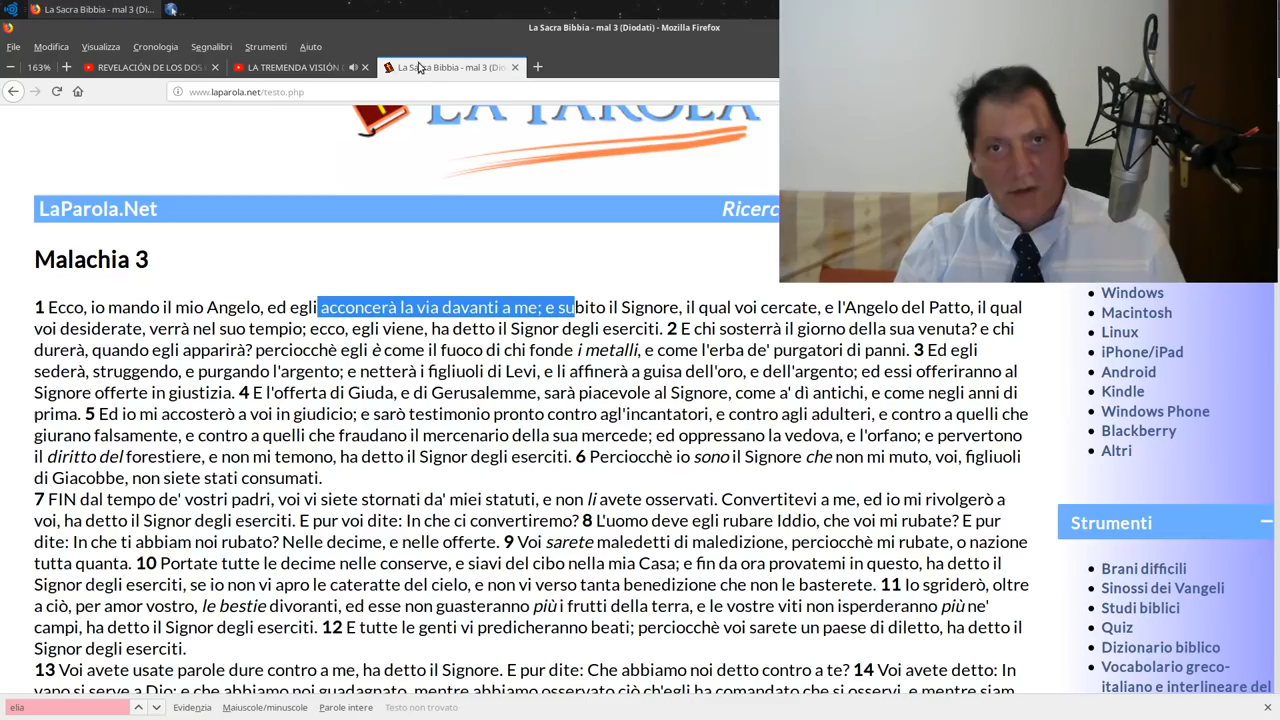 La Sacra Bibbia - mal 3 (Di...
La Sacra Bibbia - mal 3 (Diodati) - Mozilla Firefox
File Modifica Visualizza Cronologia Segnalibri Strumenti Aiuto
163% REVELACIÓN DE LOS DOS LA TREMENDA VISIÓN La Sacra Bibbia - mal 3 (Dio
www.laparola.net/testo.php
LA PAROLA
LaParola.Net Ricerc
Malachia 3
1 Ecco, io mando il mio Angelo, ed egli acconcerà la via davanti a me; e subito il Signore, il qual voi cercate, e l'Angelo del Patto, il qual
voi desiderate, verrà nel suo tempio; ecco, egli viene, ha detto il Signor degli eserciti. 2 E chi sosterrà il giorno della sua venuta? e chi
durerà, quando egli apparirà? perciocchè egli è come il fuoco di chi fonde i metalli, e come l'erba de' purgatori di panni. 3 Ed egli
sederà, struggendo, e purgando l'argento; e netterà i figliuoli di Levi, e li affinerà a guisa dell'oro, e dell'argento; ed essi offeriranno al
Signore offerte in giustizia. 4 E l'offerta di Giuda, e di Gerusalemme, sarà piacevole al Signore, come a' dì antichi, e come negli anni di
prima. 5 Ed io mi accosterò a voi in giudicio; e sarò testimonio pronto contro agl'incantatori, e contro agli adulteri, e contro a quelli che
giurano falsamente, e contro a quelli che fraudano il mercenario della sua mercede; ed oppressano la vedova, e l'orfano; e pervertono
il diritto del forestiere, e non mi temono, ha detto il Signor degli eserciti. 6 Perciocchè io sono il Signore che non mi muto, voi, figliuoli
di Giacobbe, non siete stati consumati.
7 FIN dal tempo de' vostri padri, voi vi siete stornati da' miei statuti, e non li avete osservati. Convertitevi a me, ed io mi rivolgerò a
voi, ha detto il Signor degli eserciti. E pur voi dite: In che ci convertiremo? 8 L'uomo deve egli rubare Iddio, che voi mi rubate? E pur
dite: In che ti abbiam noi rubato? Nelle decime, e nelle offerte. 9 Voi sarete maledetti di maledizione, perciocchè mi rubate, o nazione
tutta quanta. 10 Portate tutte le decime nelle conserve, e siavi del cibo nella mia Casa; e fin da ora provatemi in questo, ha detto il
Signor degli eserciti, se io non vi apro le cateratte del cielo, e non vi verso tanta benedizione che non le basterete. 11 Io sgriderò, oltre
a ciò, per amor vostro, le bestie divoranti, ed esse non guasteranno più i frutti della terra, e le vostre viti non isperderanno più ne'
campi, ha detto il Signor degli eserciti. 12 E tutte le genti vi predicheranno beati; perciocchè voi sarete un paese di diletto, ha detto il
Signor degli eserciti.
13 Voi avete usate parole dure contro a me, ha detto il Signore. E pur dite: Che abbiamo noi detto contro a te? 14 Voi avete detto: In
vano si serve a Dio; e che abbiamo noi guadagnato, mentre abbiamo osservato ciò ch'egli ha comandato che si osservi, e mentre siam
Windows
Macintosh
Linux
iPhone/iPad
Android
Kindle
Windows Phone
Blackberry
Altri
Strumenti
Brani difficili
Sinossi dei Vangeli
Studi biblici
Quiz
Dizionario biblico
Vocabolario greco-
italiano e interlineare del
elia Evidenzia Maiuscole/minuscole Parole intere Testo non trovato